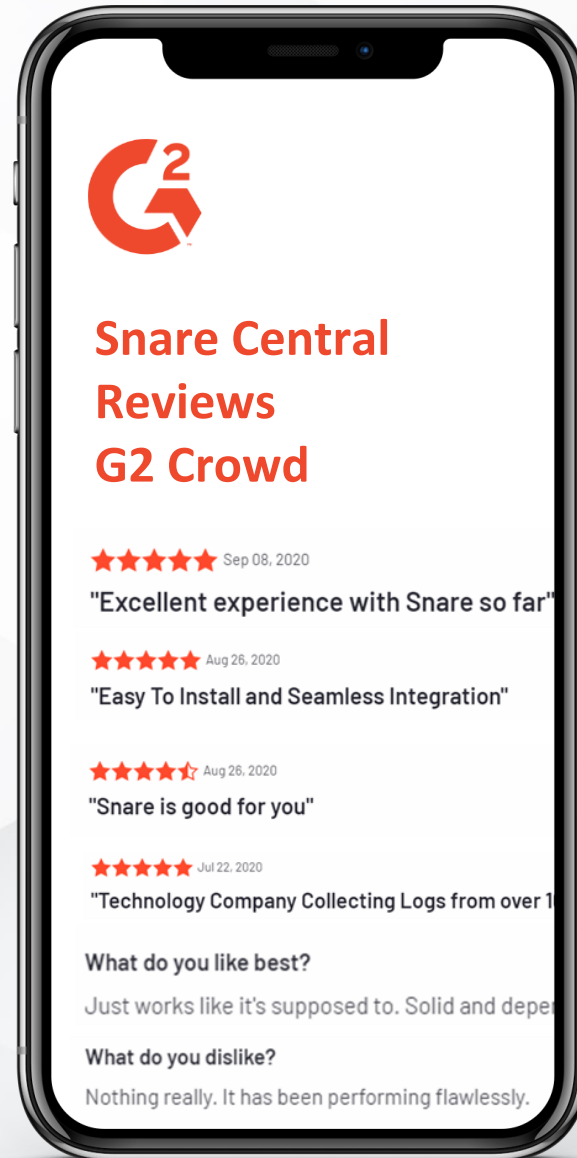 G2
Snare Central
Reviews
G2 Crowd
Sep 08, 2020
"Excellent experience with Snare so far"
Aug 26, 2020
"Easy To Install and Seamless Integration"
Aug 26, 2020
"Snare is good for you"
Jul 22, 2020
"Technology Company Collecting Logs from over
What do you like best?
Just works like it's supposed to. Solid and
What do you dislike?
Nothing really. It has been performing flawlessly.